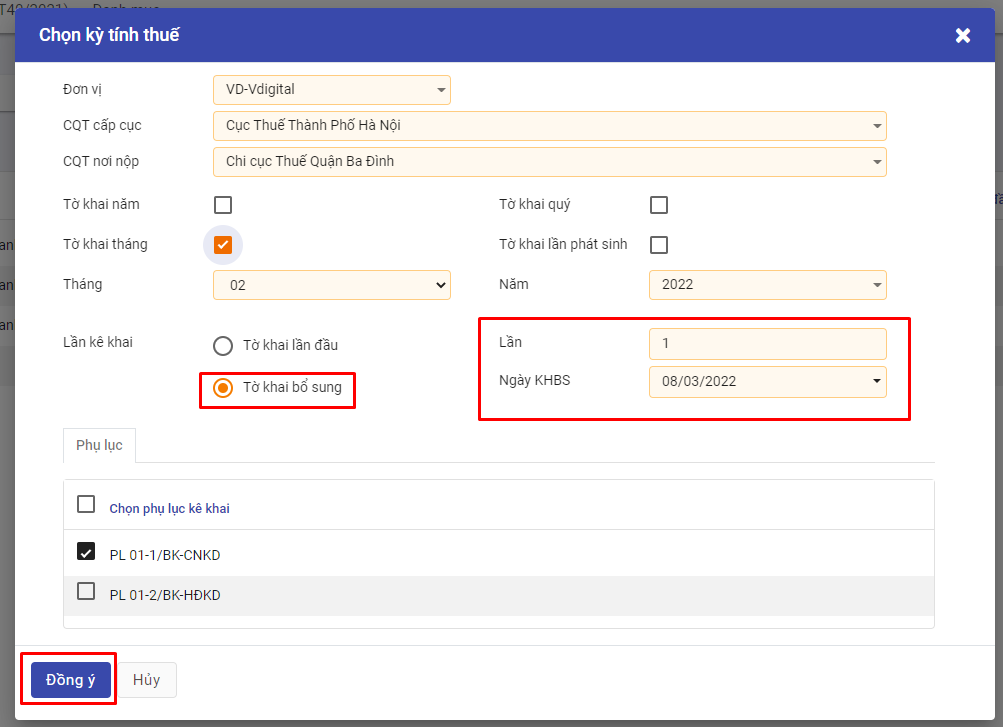 T40/2021) Danh mục
Chọn kỳ tính thuế
Đơn vị VD-Vdigital
CQT cấp cục Cục Thuế Thành Phố Hà Nội
CQT nơi nộp Chi cục Thuế Quận Ba Đình
Tờ khai năm Tờ khai quý
Tờ khai tháng Tờ khai lần phát sinh
Tháng 02 Năm 2022
Lần kê khai Tờ khai lần đầu Lần 1
Tờ khai bổ sung Ngày KHBS 08/03/2022
Phụ lục
Chọn phụ lục kê khai
PL 01-1/BK-CNKD
PL 01-2/BK-HĐKD
Đồng ý Hủy